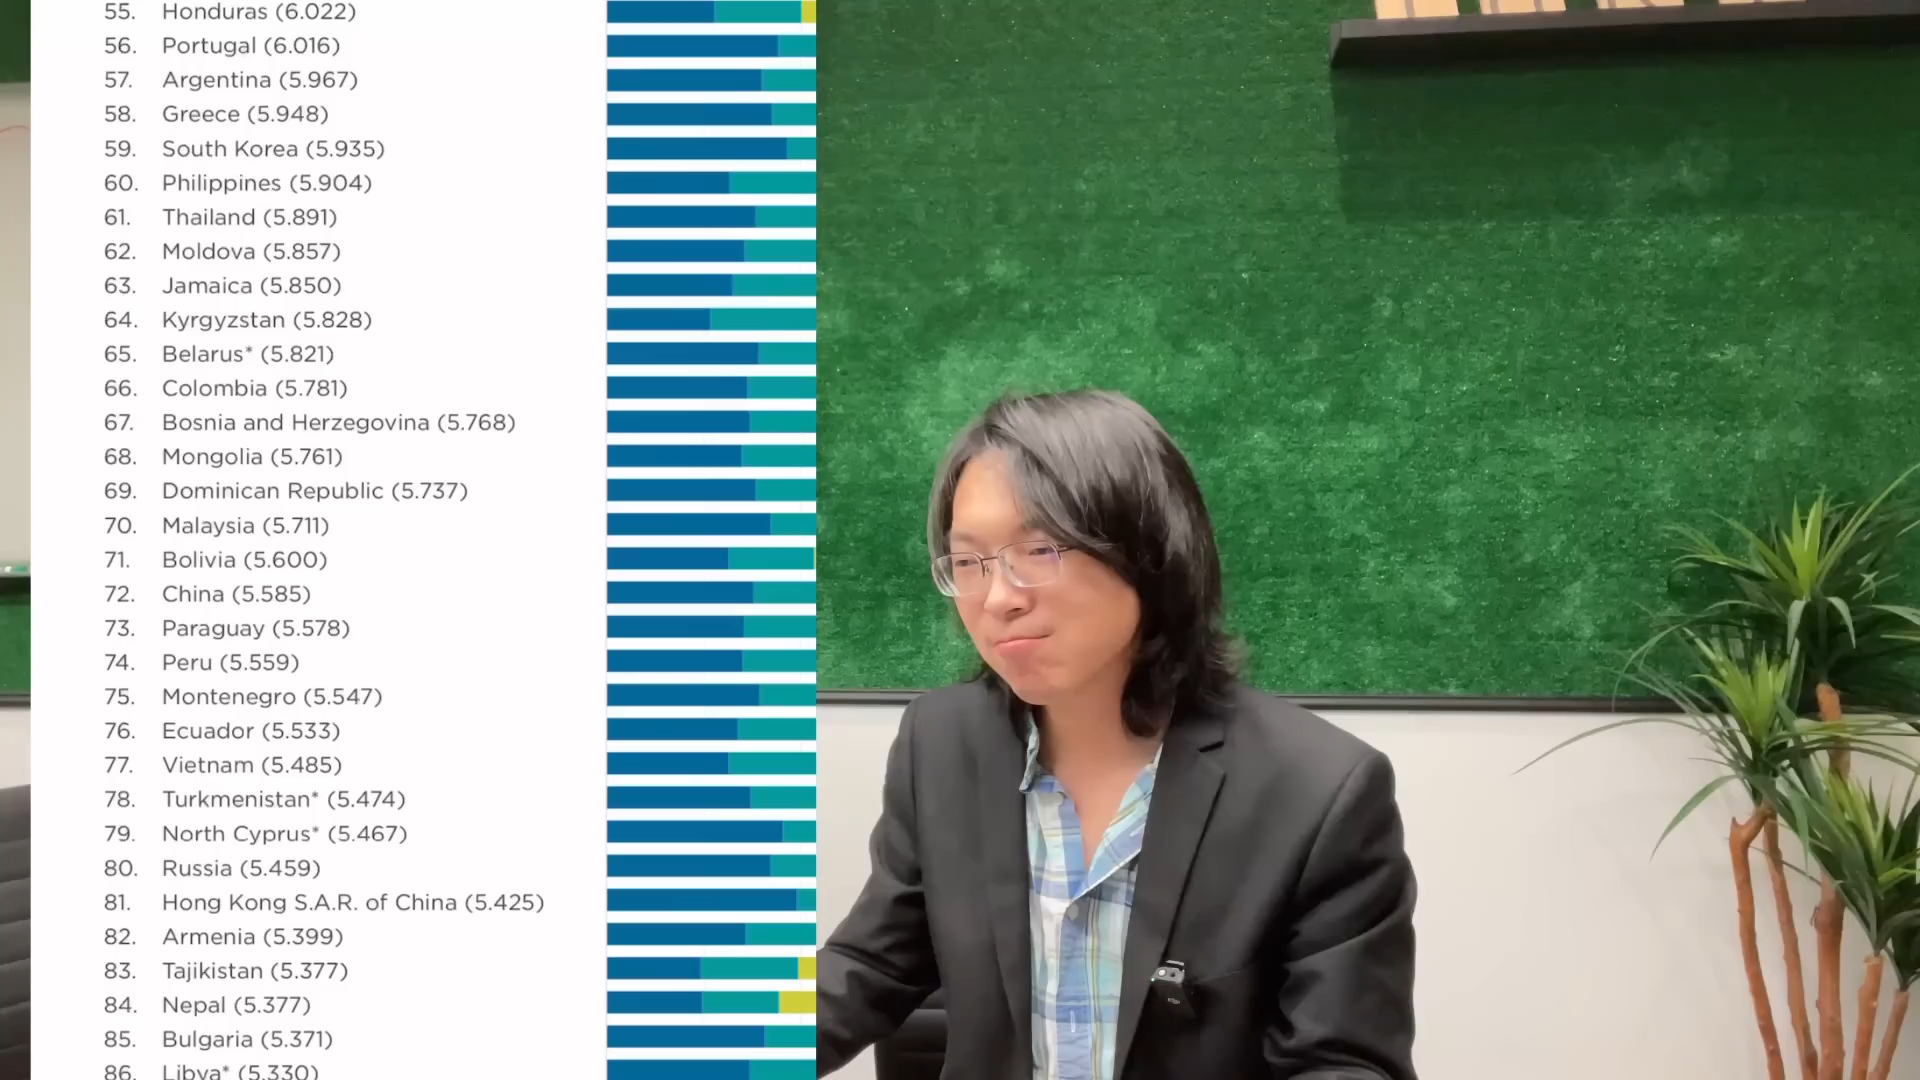 55. Honduras (6.022)
56. Portugal (6.016)
57. Argentina (5.967)
58. Greece (5.948)
59. South Korea (5.935)
60. Philippines (5.904)
61. Thailand (5.891)
62. Moldova (5.857)
63. Jamaica (5.850)
64. Kyrgyzstan (5.828)
65. Belarus* (5.821)
66. Colombia (5.781)
67. Bosnia and Herzegovina (5.768)
68. Mongolia (5.761)
69. Dominican Republic (5.737)
70. Malaysia (5.711)
71. Bolivia (5.600)
72. China (5.585)
73. Paraguay (5.578)
74. Peru (5.559)
75. Montenegro (5.547)
76. Ecuador (5.533)
77. Vietnam (5.485)
78. Turkmenistan* (5.474)
79. North Cyprus* (5.467)
80. Russia (5.459)
81. Hong Kong S.A.R. of China (5.425)
82. Armenia (5.399)
83. Tajikistan (5.377)
84. Nepal (5.377)
85. Bulgaria (5.371)
86. Libya* (5.330)